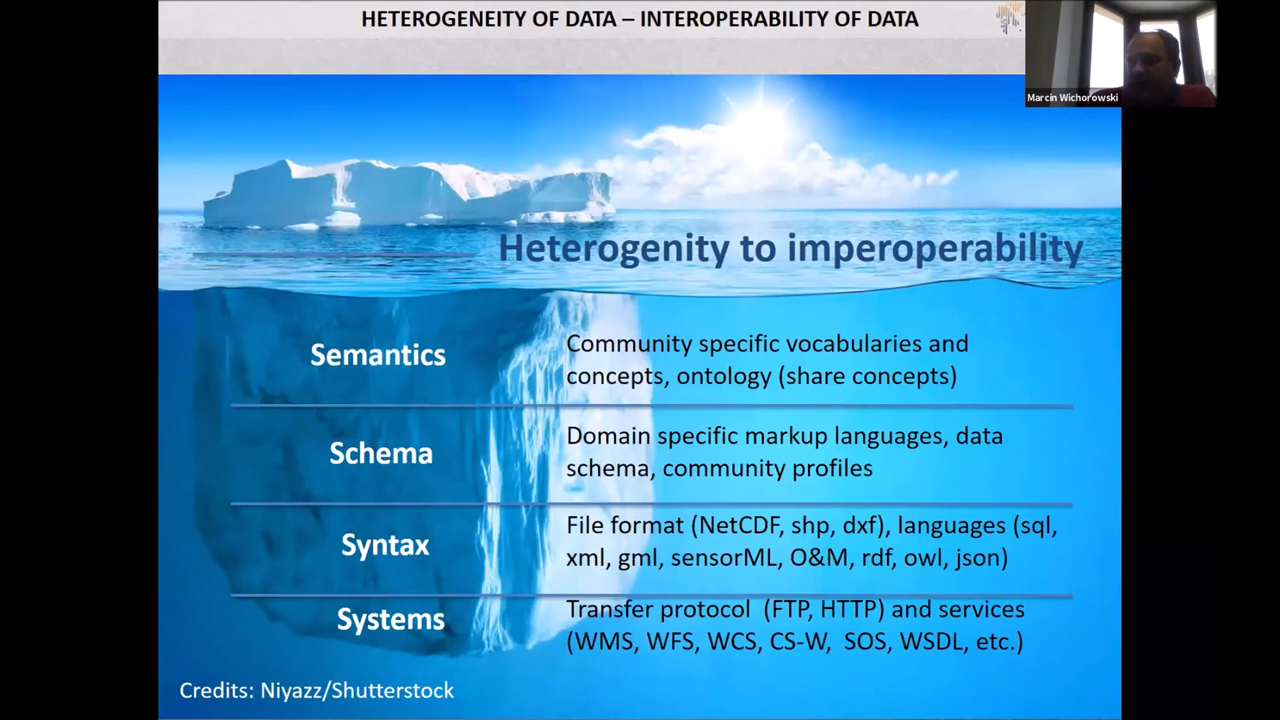 HETEROGENEITY OF DATA – INTEROPERABILITY OF DATA
Marcin Wichorowski
Heterogenity to imperoperability
Semantics
Community specific vocabularies and
concepts, ontology (share concepts)
Schema
Domain specific markup languages, data
schema, community profiles
Syntax
File format (NetCDF, shp, dxf), languages (sql,
xml, gml, sensorML, O&M, rdf, owl, json)
Systems
Transfer protocol (FTP, HTTP) and services
(WMS, WFS, WCS, CS-W, SOS, WSDL, etc.)
Credits: Niyazz/Shutterstock